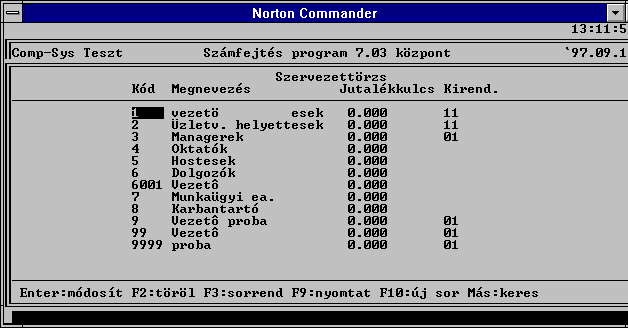 Norton Commander
13:11:5
Comp-Sys Teszt Számfejtés program 7.03 központ `97.09.1
Szervezettörzs
Kód Megnevezés Jutalékkulcs Kirend.
1 vezetö esek 0.000 11
2 Üzletv. helyettesek 0.000 11
3 Managerek 0.000 01
4 Oktatók 0.000
5 Hostesek 0.000
6 Dolgozók 0.000
6001 Vezetô 0.000
7 Munkaügyi ea. 0.000
8 Karbantartó 0.000
9 Vezetô proba 0.000 01
99 Vezetô 0.000 01
9999 proba 0.000 01
Enter:módosít F2:töröl F3:sorrend F9:nyomtat F10:új sor Más:keres